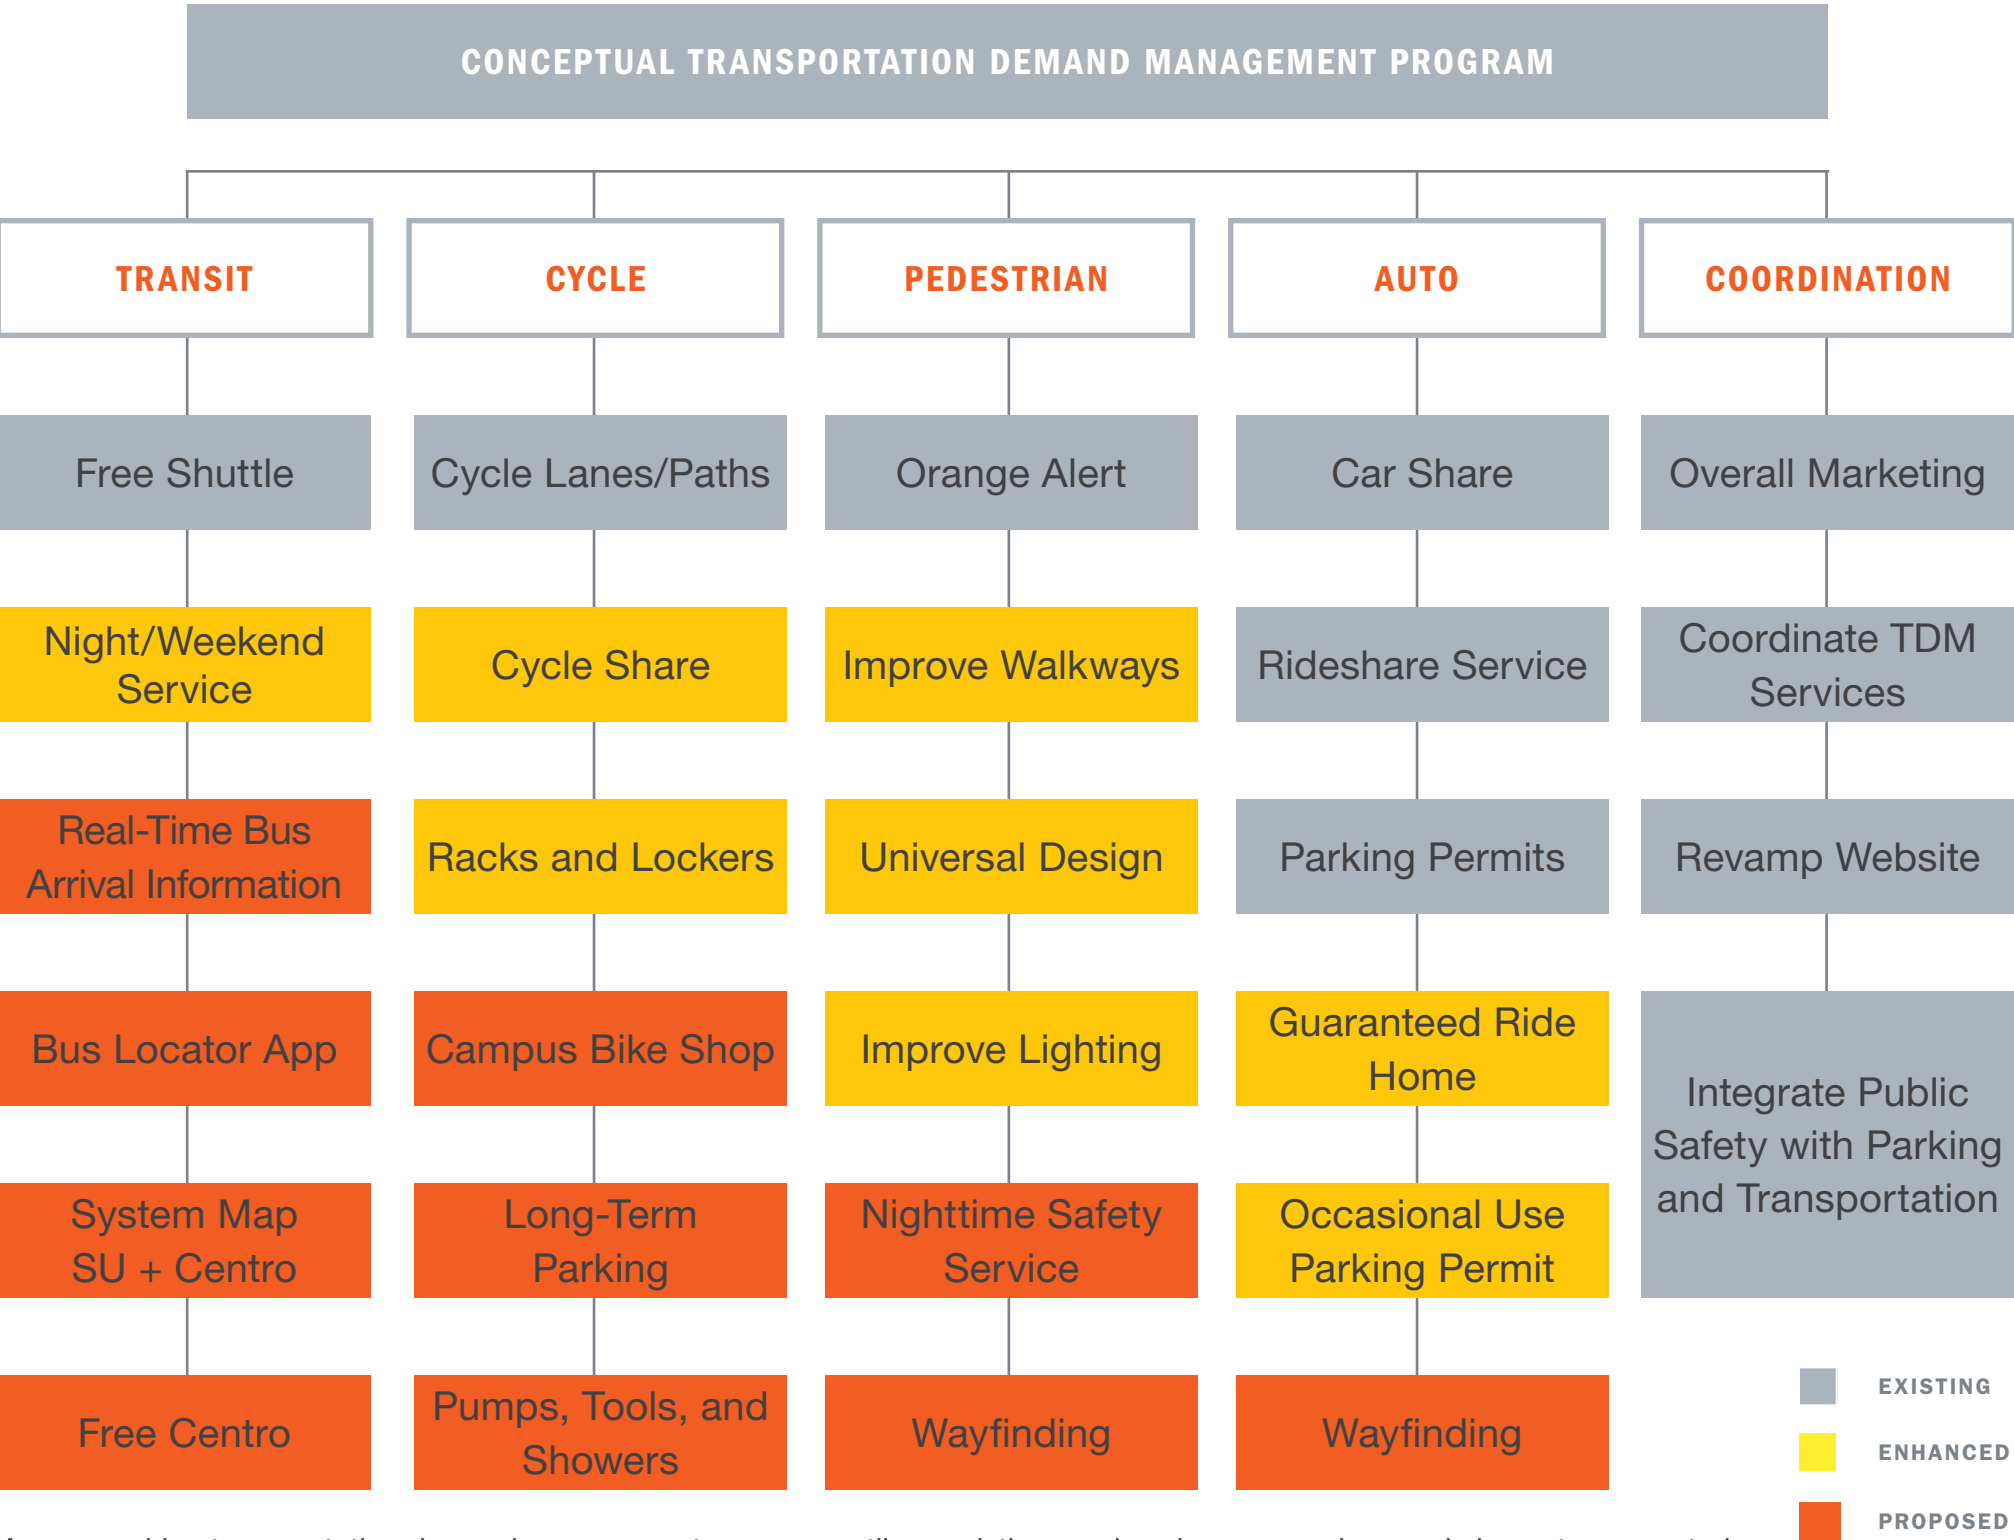 CONCEPTUAL TRANSPORTATION DEMAND MANAGEMENT PROGRAM
TRANSIT
Free Shuttle
Night/Weekend
Service
Real-Time Bus
Arrival Information
Bus Locator App
System Map
SU + Centro
Free Centro
CYCLE
Cycle Lanes/Paths
Cycle Share
Racks and Lockers
Campus Bike Shop
Long-Term
Parking
Pumps, Tools, and
Showers
PEDESTRIAN
Orange Alert
Improve Walkways
Universal Design
Improve Lighting
Nighttime Safety
Service
Wayfinding
AUTO
Car Share
Rideshare Service
Parking Permits
Guaranteed Ride
Home
Occasional Use
Parking Permit
Wayfinding
COORDINATION
Overall Marketing
Coordinate TDM
Services
Revamp Website
Integrate Public
Safety with Parking
and Transportation
EXISTING
ENHANCED
PROPOSED